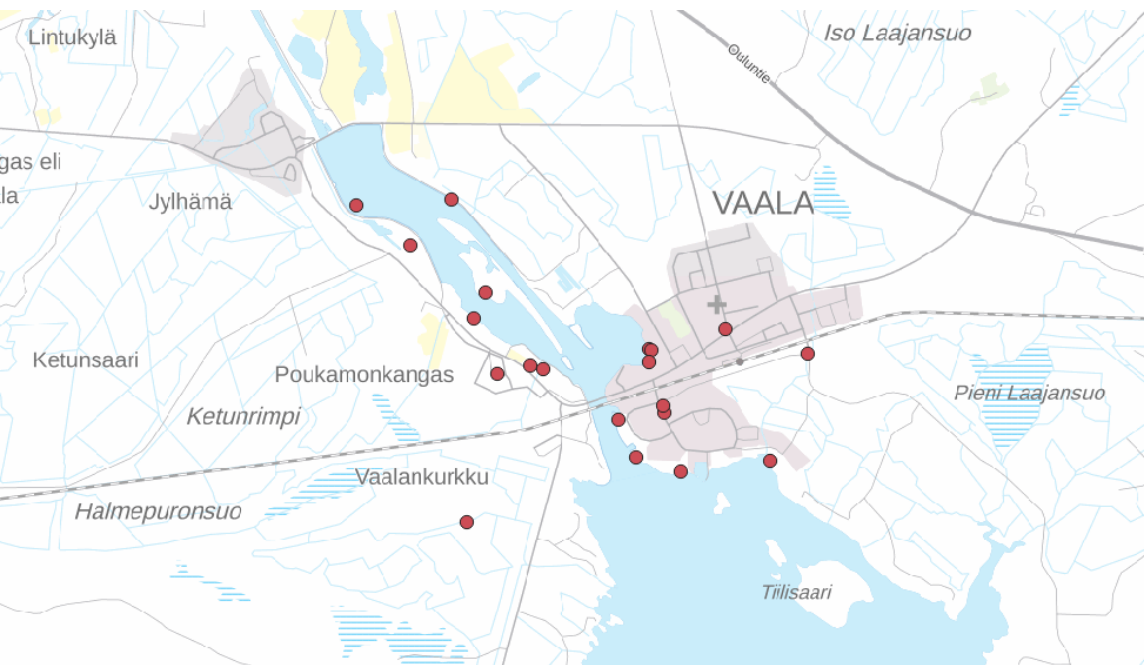 Lintukylä
Iso Laajansuo
Ouluntie
gas eli
la
Jylhämä
VAALA
Ketunsaari
Poukamonkangas
Pieni Laajansuo
Ketunrimpi
Vaalankurkku
Halmepuronsuo
Tiilisaari